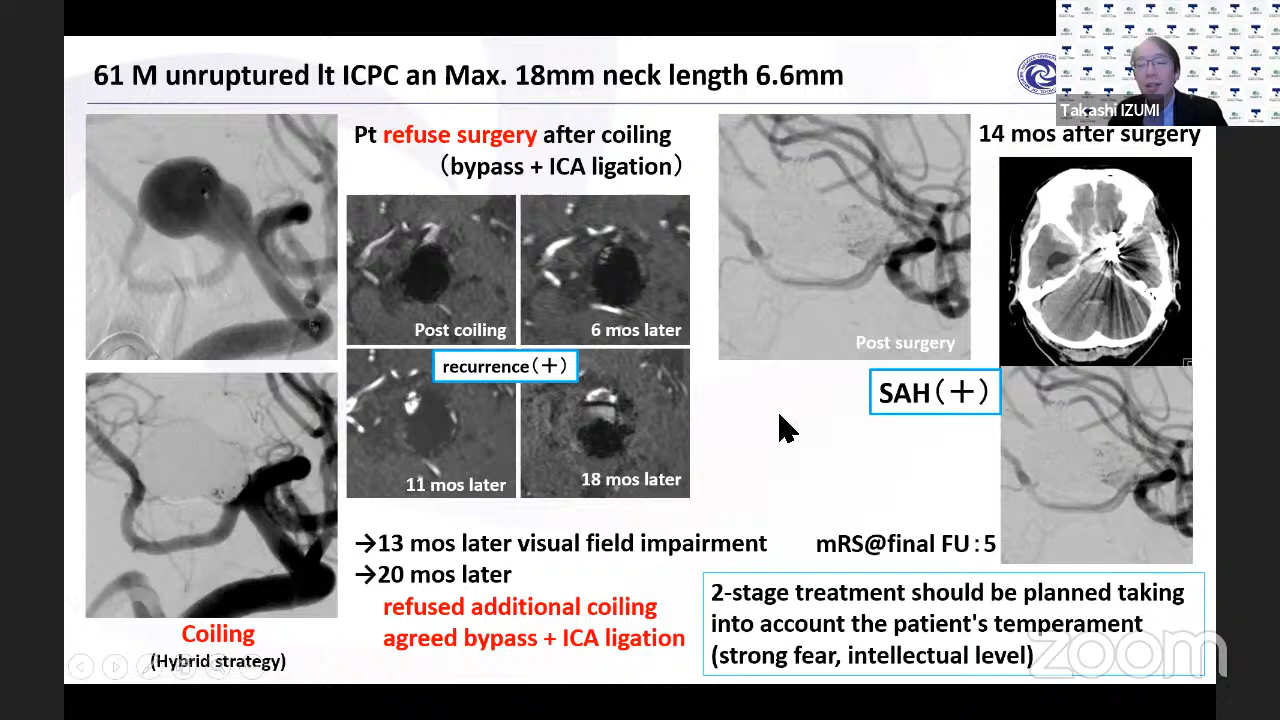 61 M unruptured lt ICPC an Max. 18mm neck length 6.6mm
Takashi IZUMI
Pt refuse surgery after coiling
(bypass + ICA ligation)
14 mos after surgery
Post coiling
6 mos later
recurrence(+)
11 mos later
18 mos later
Post surgery
SAH(+)
Coiling
(Hybrid strategy)
→13 mos later visual field impairment
→20 mos later
refused additional coiling
agreed bypass + ICA ligation
mRS@final FU:5
2-stage treatment should be planned taking
into account the patient's temperament
(strong fear, intellectual level)
zoom